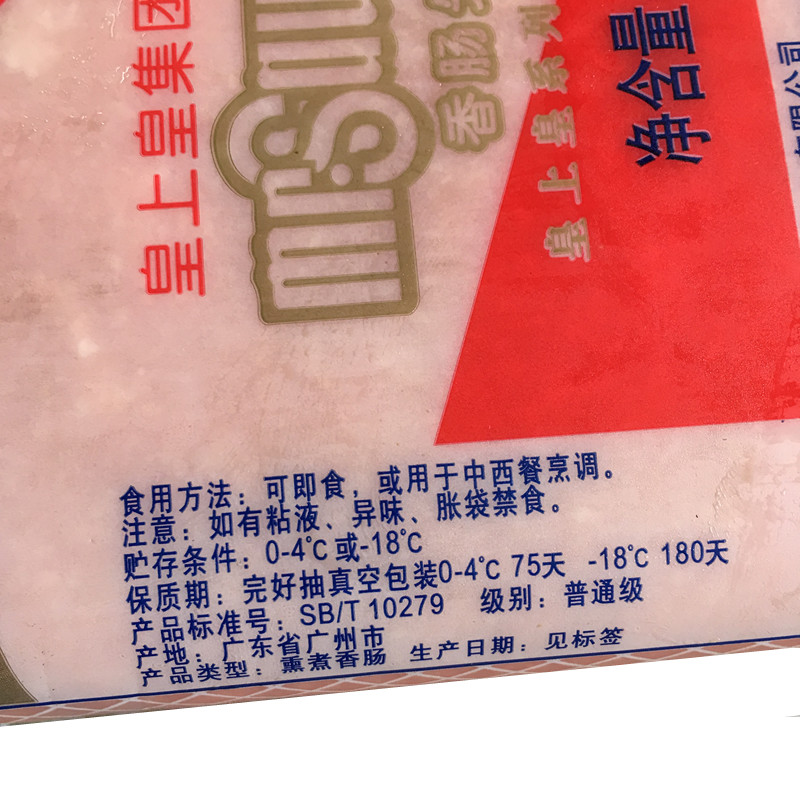 皇上皇集团
香肠
皇上皇系列
净含量
有限公司
食用方法：可即食，或用于中西餐烹调。
注意：如有粘液、异味、胀袋禁食。
贮存条件：0-4℃或-18℃
保质期：完好抽真空包装0-4℃ 75天 -18℃ 180天
产品标准号：SB/T 10279 级别：普通级
产地：广东省广州市
产品类型：熏煮香肠 生产日期：见标签